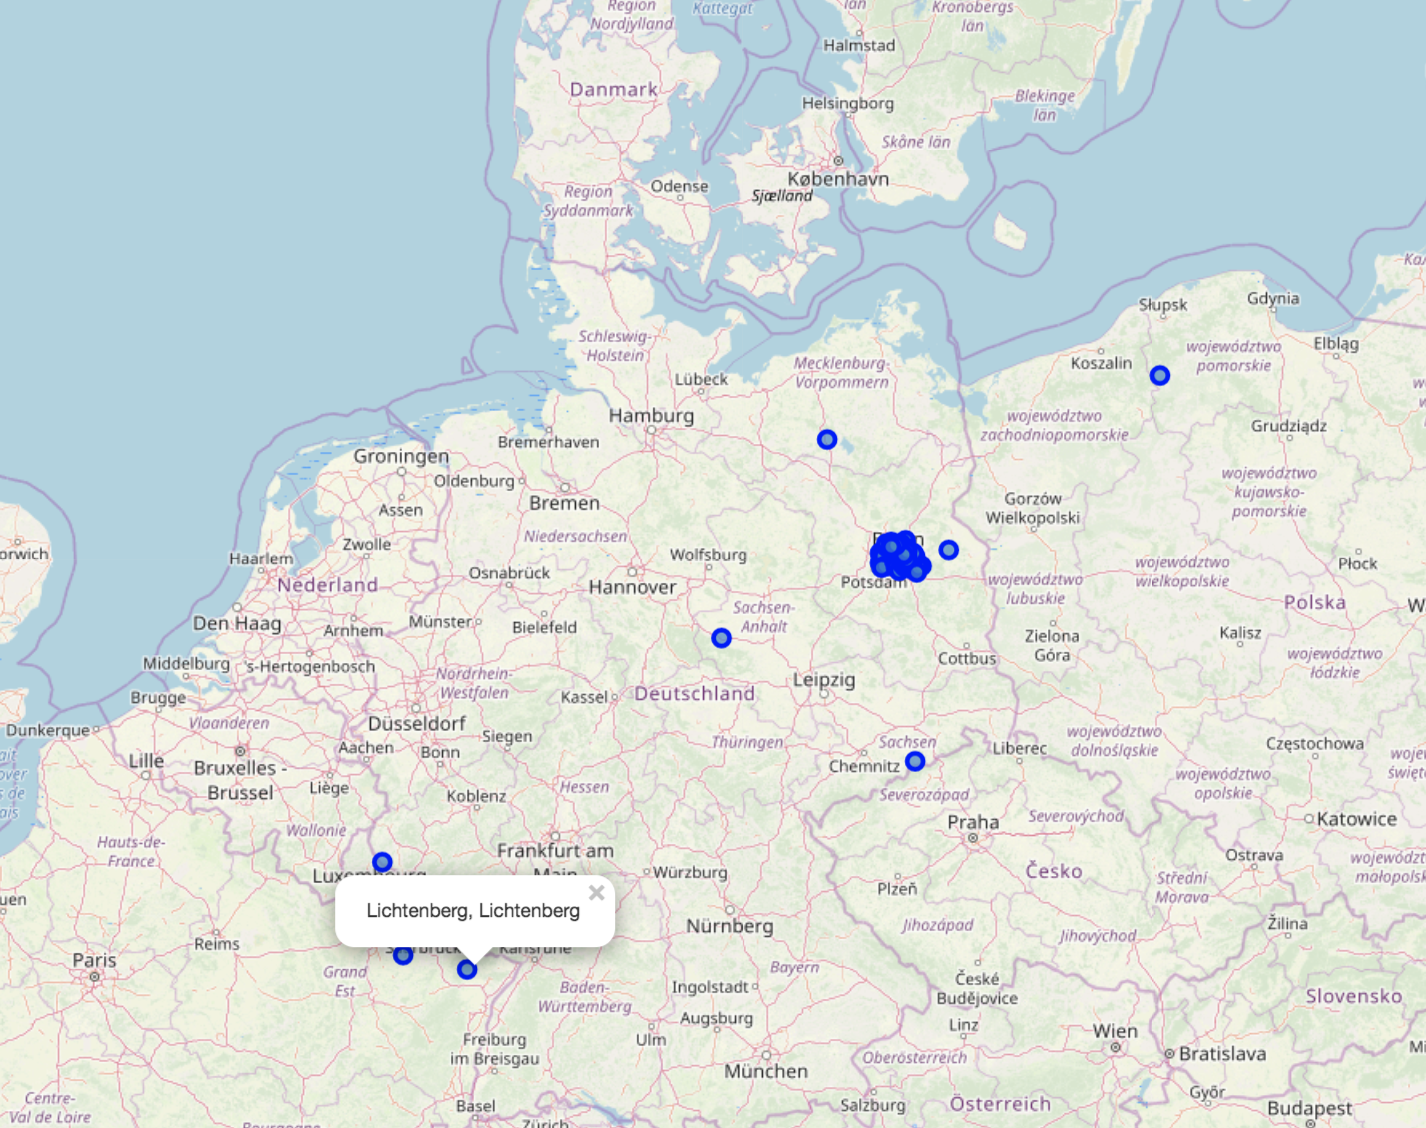 Region
Nordjylland
Kattegat
län
Kronobergs
län
Halmstad
Danmark
Helsingborg
Blekinge
län
Skåne län
København
Odense
Sjælland
Region
Syddanmark
Słupsk
Gdynia
Schleswig-
Holstein
Mecklenburg-
Vorpommern
Koszalin
województwo
pomorskie
Elbląg
Lübeck
Hamburg
województwo
zachodniopomorskie
Grudziądz
Bremerhaven
Groningen
Oldenburg
Bremen
Assen
Gorzów
Wielkopolski
województwo
kujawsko-
pomorskie
Niedersachsen
Zwolle
Haarlem
Wolfsburg
Płock
Nederland
Osnabrück
Hannover
Potsdam
województwo
lubuskie
województwo
wielkopolskie
Polska
Den Haag
Arnhem
Münster
Bielefeld
Sachsen-
Anhalt
Zielona
Góra
Kalisz
Middelburg
's-Hertogenbosch
Cottbus
województwo
łódzkie
Brugge
Nordrhein-
Westfalen
Kassel
Deutschland
Leipzig
Dunkerque
Vlaanderen
Düsseldorf
Siegen
Aachen
Bonn
Thüringen
Sachsen
Liberec
województwo
dolnośląskie
Częstochowa
Lille
Bruxelles -
Brussel
Liège
Koblenz
Hessen
Chemnitz
Severozápad
województwo
opolskie
Wallonie
Hauts-de-
France
Praha
Severovýchod
Katowice
Frankfurt am
Main
Luxembourg
Würzburg
Plzeň
Česko
Ostrava
Střední
Morava
Lichtenberg, Lichtenberg
×
Nürnberg
Jihozápad
Jihovýchod
Žilina
Reims
Karlsruhe
Paris
Grand
Est
Baden-
Württemberg
Bayern
Ingolstadt
České
Budějovice
Slovensko
Augsburg
Linz
Wien
Ulm
Freiburg
im Breisgau
München
Oberösterreich
Bratislava
Győr
Centre-
Val de Loire
Basel
Zürich
Salzburg
Österreich
Budapest